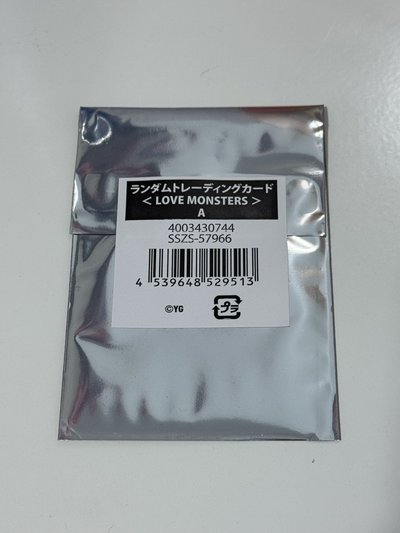 ランダムトレーディングカード
< LOVE MONSTERS >
A
4003430744
SSZS-57966
4 539648 529513
©YG プラ